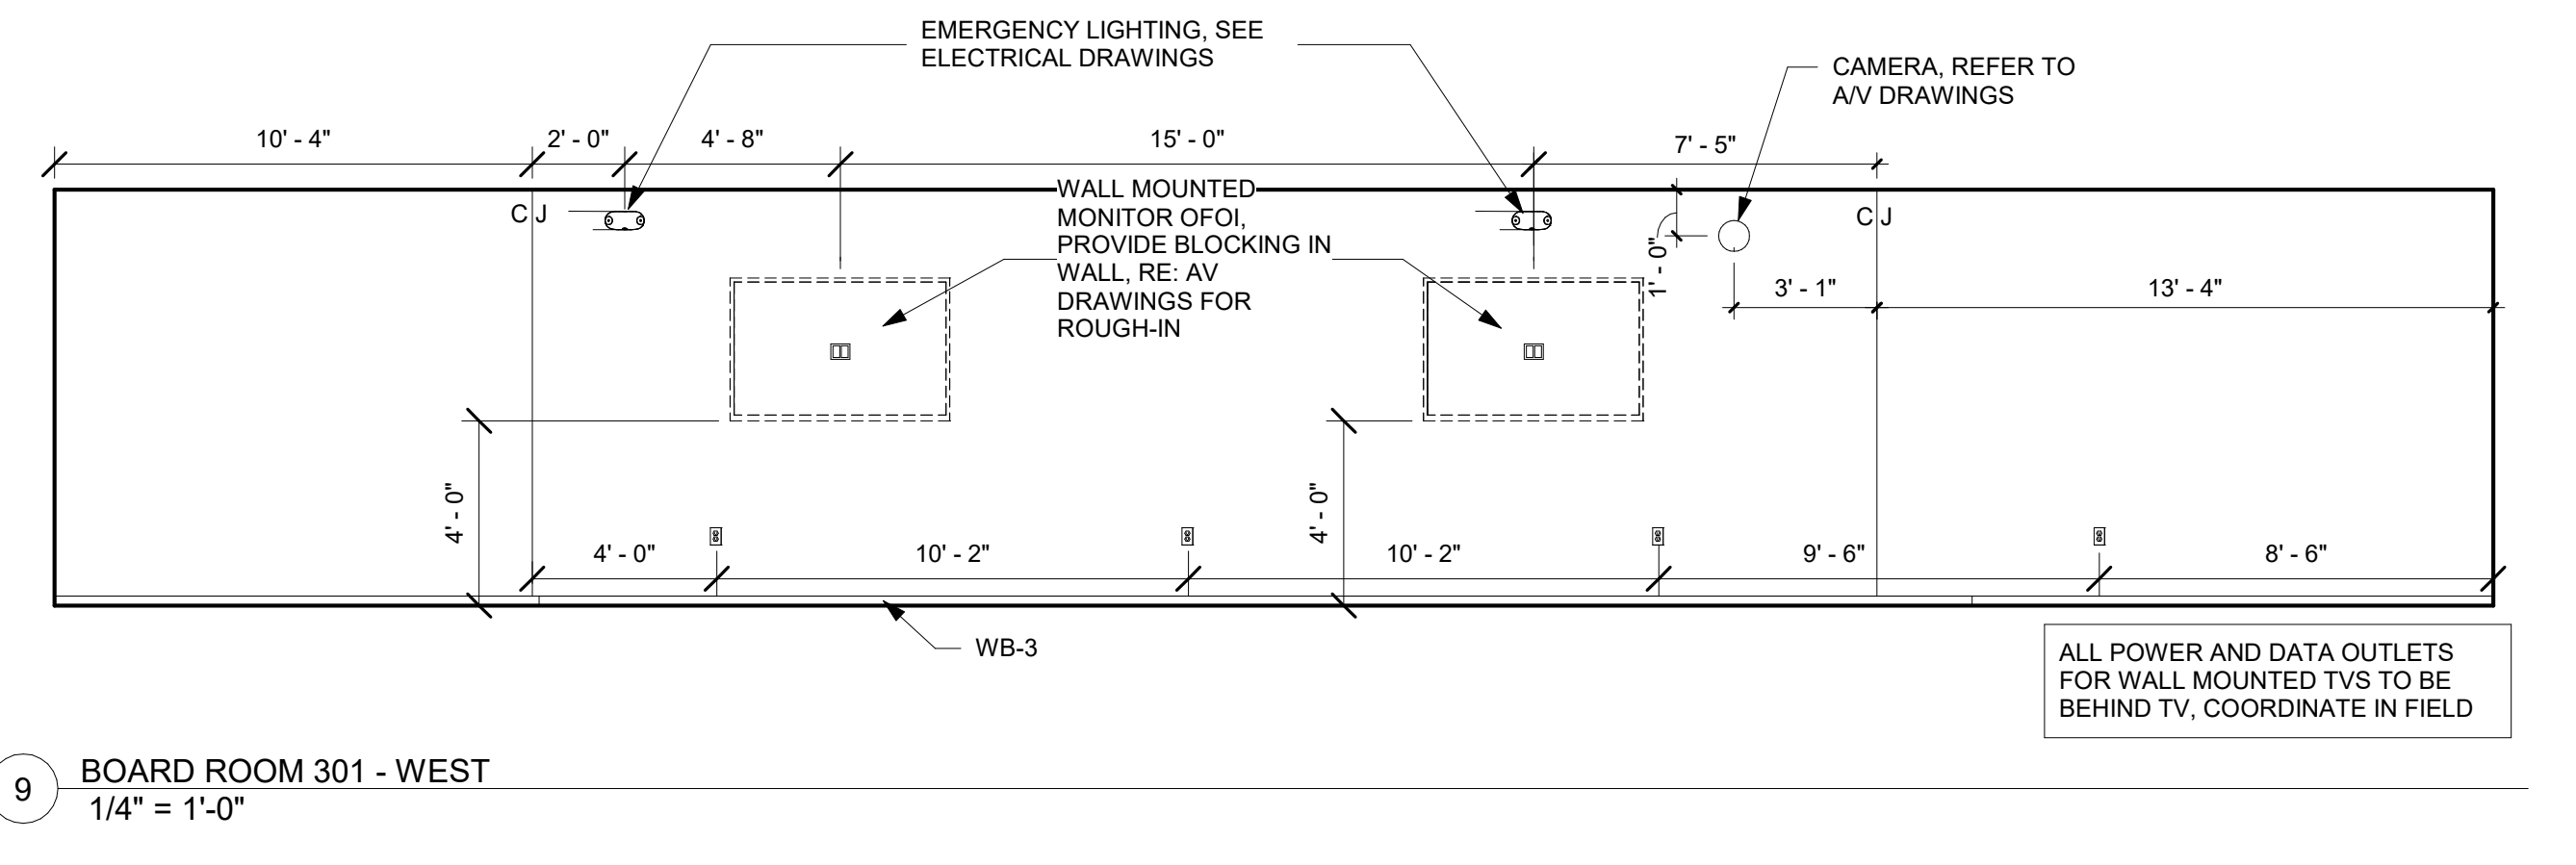 EMERGENCY LIGHTING, SEE
ELECTRICAL DRAWINGS
CAMERA, REFER TO
A/V DRAWINGS
10' - 4"
2' - 0"
4' - 8"
15' - 0"
7' - 5"
C J
WALL MOUNTED
MONITOR OFOI,
PROVIDE BLOCKING IN
WALL, RE: AV
DRAWINGS FOR
ROUGH-IN
C J
1' - 0"
3' - 1"
13' - 4"
4' - 0"
4' - 0"
4' - 0"
10' - 2"
10' - 2"
9' - 6"
8' - 6"
WB-3
ALL POWER AND DATA OUTLETS
FOR WALL MOUNTED TVS TO BE
BEHIND TV, COORDINATE IN FIELD
9
BOARD ROOM 301 - WEST
1/4" = 1'-0"